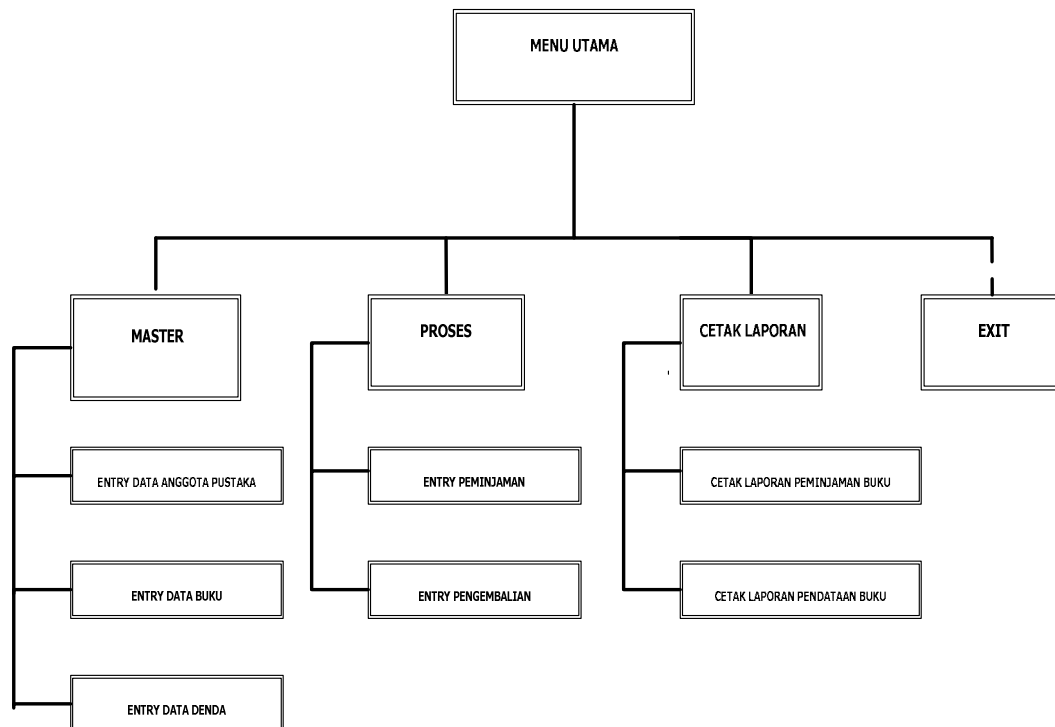 MENU UTAMA
MASTER
PROSES
CETAK LAPORAN
EXIT
ENTRY DATA ANGGOTA PUSTAKA
ENTRY PEMINJAMAN
CETAK LAPORAN PEMINJAMAN BUKU
ENTRY DATA BUKU
ENTRY PENGEMBALIAN
CETAK LAPORAN PENDATAAN BUKU
ENTRY DATA DENDA